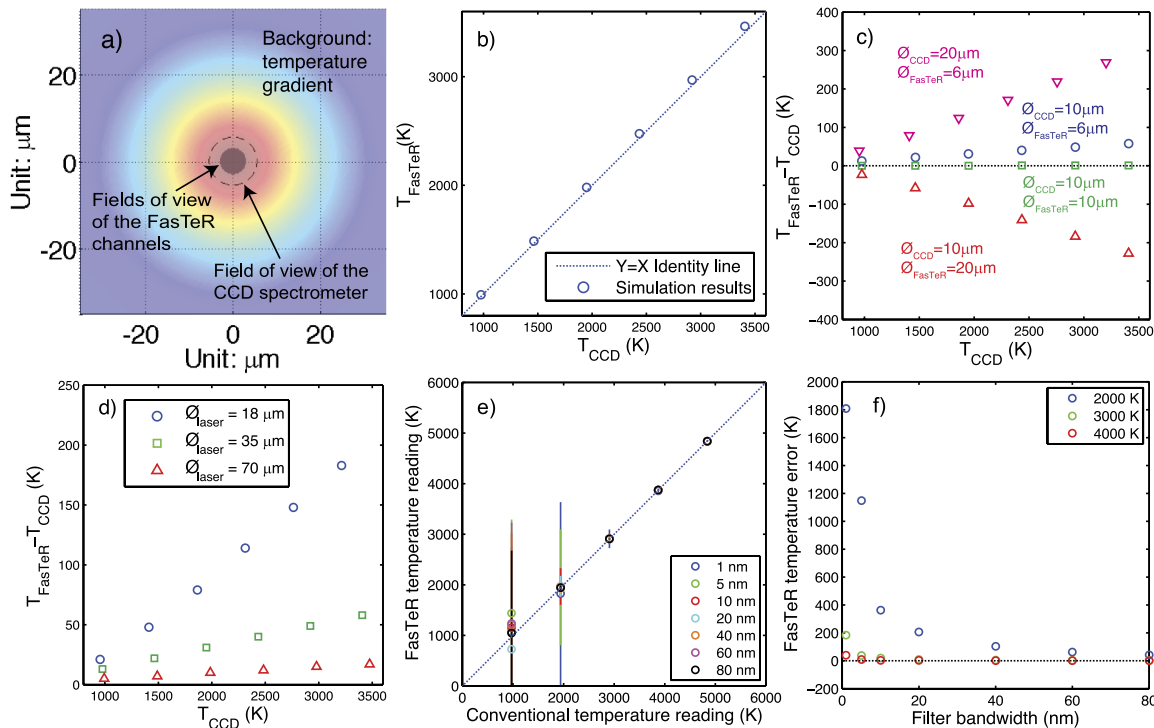 a)
Background:
temperature
gradient
20
0
-20
Unit: μm
Fields of view
of the FasTeR
channels
Field of view of the
CCD spectrometer
-20 0 20
Unit: μm
b)
3000
2000
1000
T_FasTeR (K)
Y=X Identity line
Simulation results
1000 1500 2000 2500 3000 3500
T_CCD (K)
c)
400
300
200
100
0
−100
−200
−300
−400
T_FasTeR−T_CCD (K)
Ø_CCD=20μm
Ø_FasTeR=6μm
Ø_CCD=10μm
Ø_FasTeR=6μm
Ø_CCD=10μm
Ø_FasTeR=10μm
Ø_CCD=10μm
Ø_FasTeR=20μm
1000 1500 2000 2500 3000 3500
T_CCD (K)
d)
250
200
150
100
50
0
T_FasTeR−T_CCD (K)
Ø_laser = 18 μm
Ø_laser = 35 μm
Ø_laser = 70 μm
1000 1500 2000 2500 3000 3500
T_CCD (K)
e)
6000
5000
4000
3000
2000
1000
0
FasTeR temperature reading (K)
1 nm
5 nm
10 nm
20 nm
40 nm
60 nm
80 nm
0 1000 2000 3000 4000 5000 6000
Conventional temperature reading (K)
f)
2000
1800
1600
1400
1200
1000
800
600
400
200
0
−200
FasTeR temperature error (K)
2000 K
3000 K
4000 K
0 20 40 60 80
Filter bandwidth (nm)